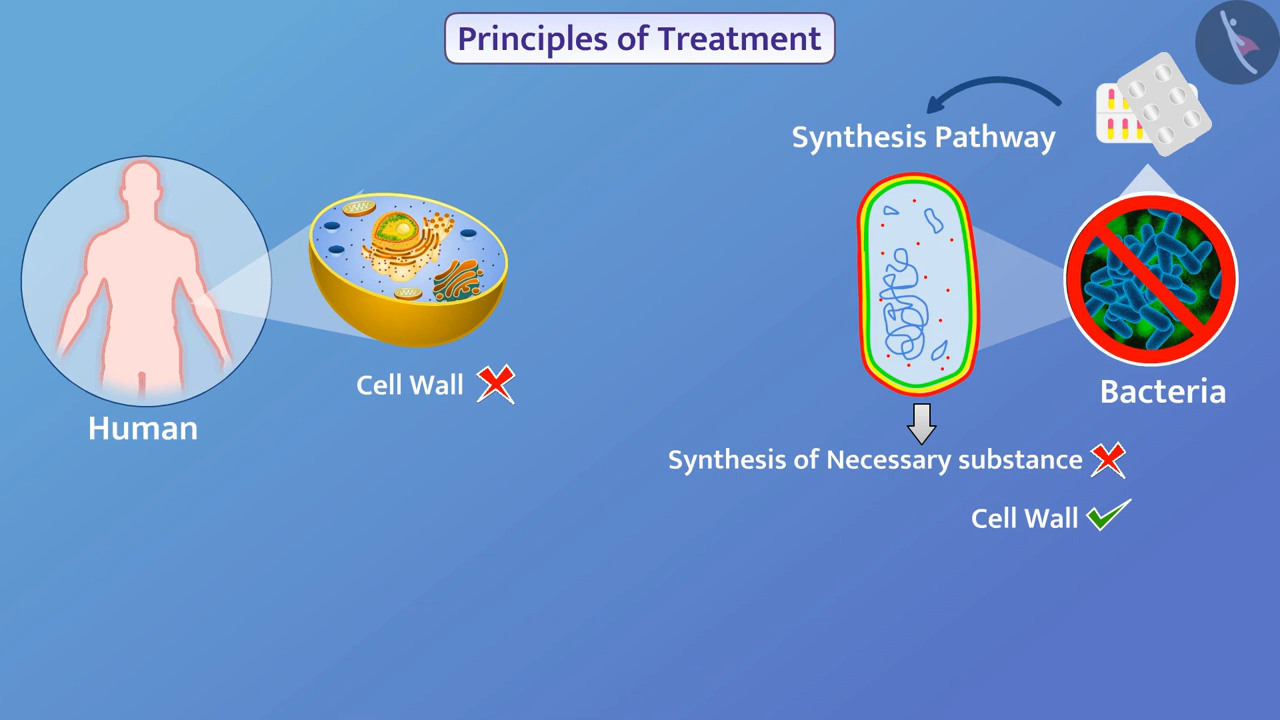 Principles of Treatment
Synthesis Pathway
Cell Wall
Human
Bacteria
Synthesis of Necessary substance
Cell Wall